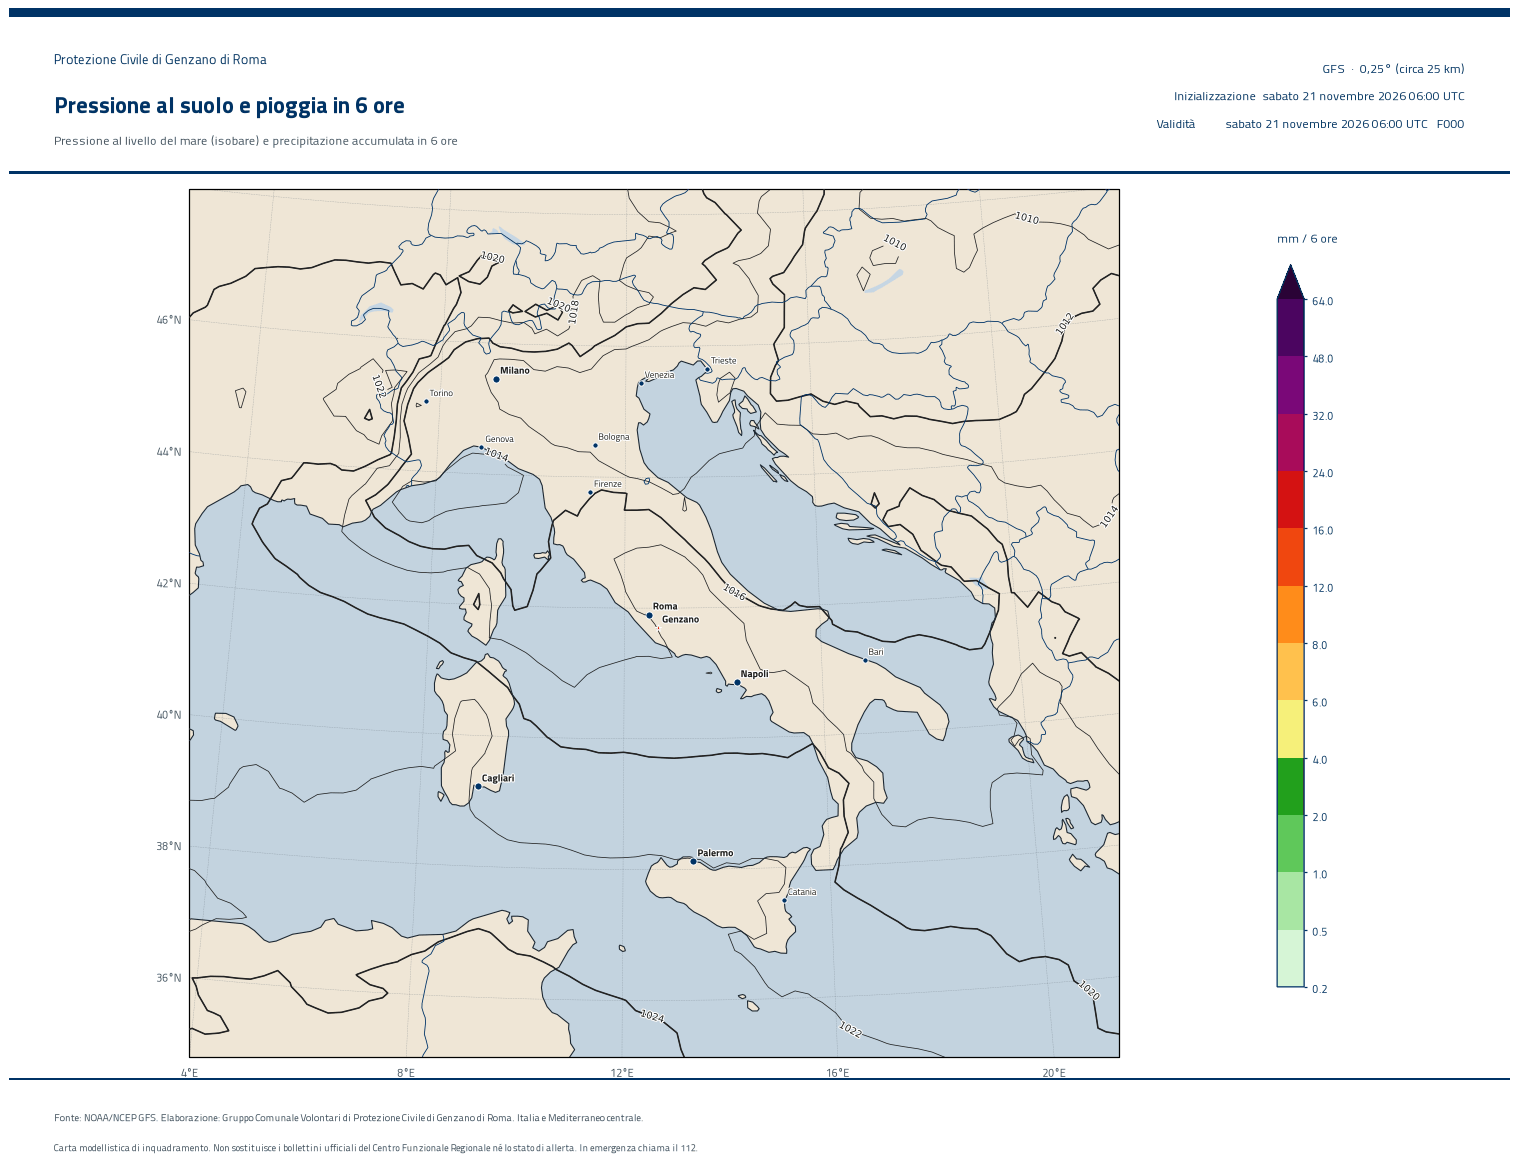 Protezione Civile di Genzano di Roma
Pressione al suolo e pioggia in 6 ore
Pressione al livello del mare (isobare) e precipitazione accumulata in 6 ore
GFS · 0,25° (circa 25 km)
Inizializzazione sabato 21 novembre 2026 06:00 UTC
Validità sabato 21 novembre 2026 06:00 UTC F000
mm / 6 ore
64.0
48.0
32.0
24.0
16.0
12.0
8.0
6.0
4.0
2.0
1.0
0.5
0.2
46°N
44°N
42°N
40°N
38°N
36°N
4°E
8°E
12°E
16°E
20°E
1010
1010
1020
1020
1018
1012
1022
1014
1014
1016
1020
1022
1024
Milano
Torino
Venezia
Trieste
Genova
Bologna
Firenze
Roma
Genzano
Napoli
Bari
Cagliari
Palermo
Catania
Fonte: NOAA/NCEP GFS. Elaborazione: Gruppo Comunale Volontari di Protezione Civile di Genzano di Roma. Italia e Mediterraneo centrale.
Carta modellistica di inquadramento. Non sostituisce i bollettini ufficiali del Centro Funzionale Regionale né lo stato di allerta. In emergenza chiama il 112.